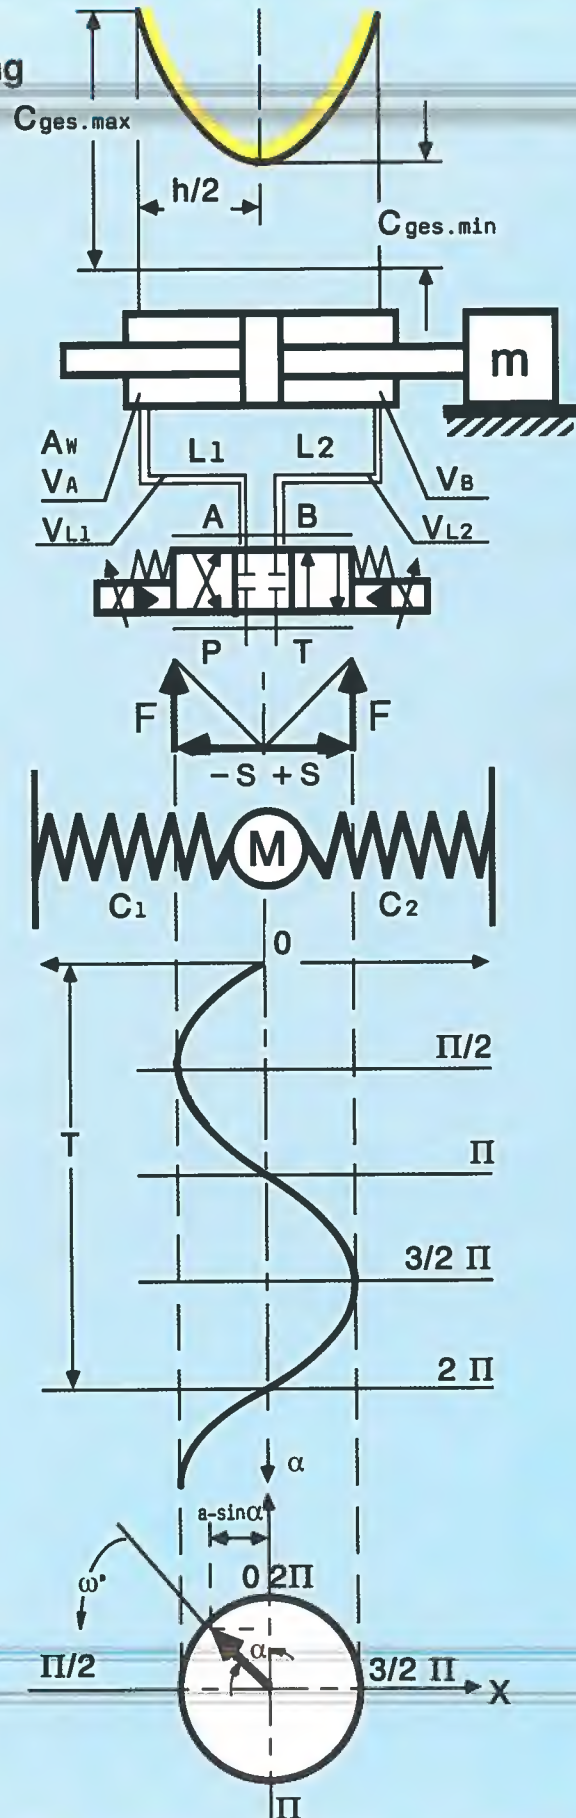 g
Cges.max
h/2
Cges.min
m
AW
L1 L2
VA VB
VL1 A B VL2
P T
F F
-S +S
M
C1 C2
0
Π/2
T
Π
3/2 Π
2 Π
α
a-sinα
ω
0 2Π
α
Π/2 3/2 Π
X
Π